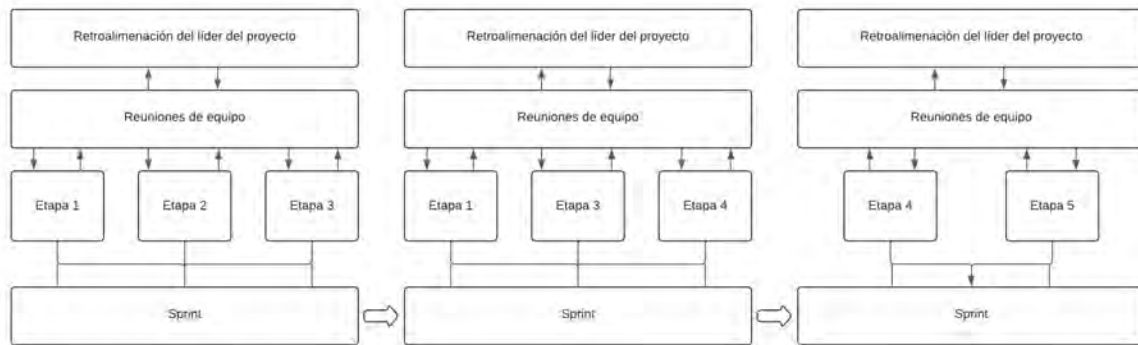 Retroalimenación del líder del proyecto
Reuniones de equipo
Etapa 1
Etapa 2
Etapa 3
Sprint
Retroalimenación del líder del proyecto
Reuniones de equipo
Etapa 1
Etapa 3
Etapa 4
Sprint
Retroalimenación del líder del proyecto
Reuniones de equipo
Etapa 4
Etapa 5
Sprint